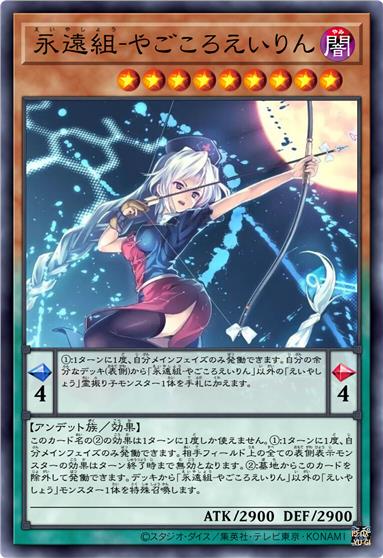 えいやしょう
永遠組-やごころえいりん
やみ
闇
①:1ターンに1度、自分メインフェイズのみ発動できます。自分の余
分なデッキ(表側)から「永遠組-やごころえいりん」以外の「えいや
しょう」霊振り子モンスター1体を手札に加えます。
4
4
【アンデット族/効果】
このカード名の②の効果は1ターンに1度しか使えません。①:1ターンに1度、自
分メインフェイズのみ発動できます。相手フィールド上の全ての表側表示モン
スターの効果はターン終了時まで無効となります。②:墓地からこのカードを
除外して発動できます。デッキから「永遠組-やごころえいりん」以外の「えいや
しょう」モンスター1体を特殊召喚します。
ATK/2900 DEF/2900
©スタジオ・ダイス/集英社・テレビ東京・KONAMI